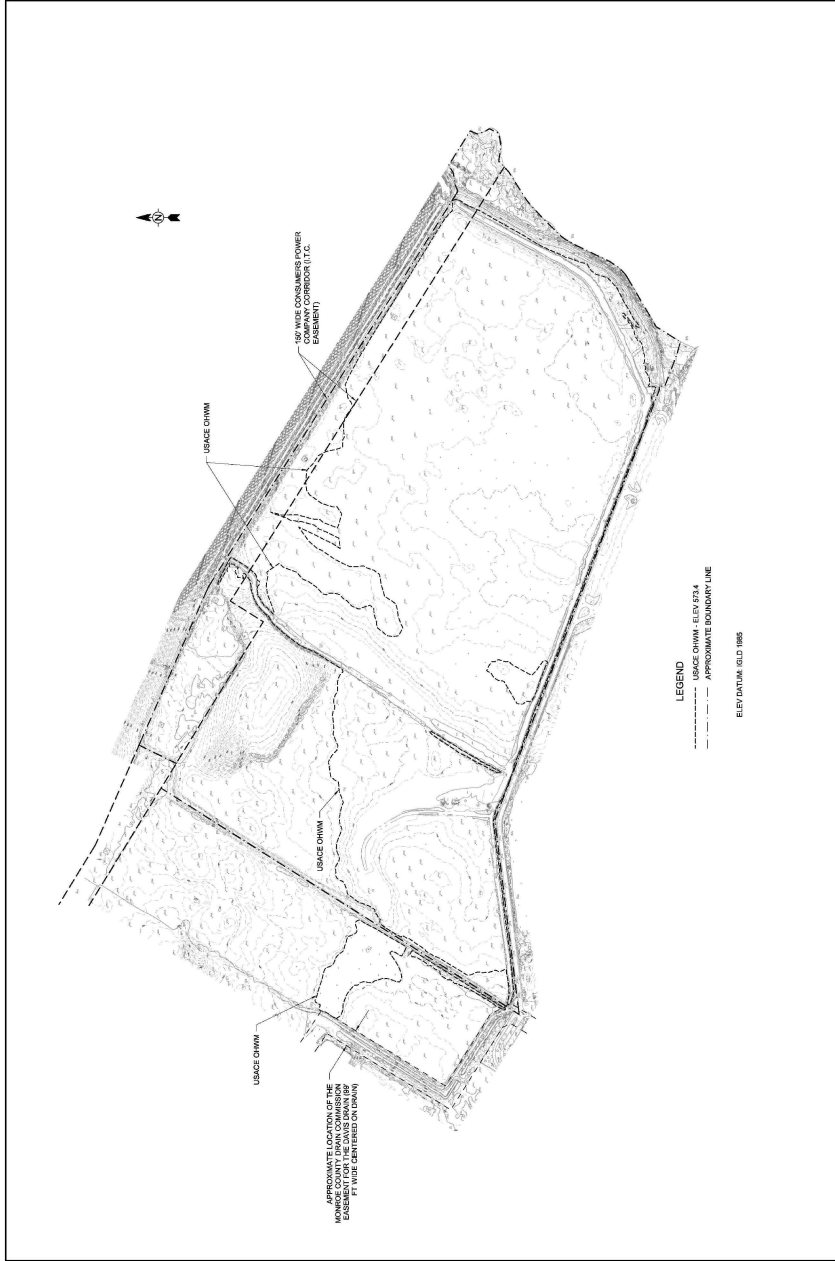 N
150' WIDE CONSUMERS POWER
COMPANY CORRIDOR (I.T.C.
EASEMENT)
USACE OHWM
USACE OHWM
USACE OHWM
APPROXIMATE LOCATION OF THE
MONROE COUNTY DRAIN COMMISSION
EASEMENT FOR THE DAVIS DRAIN (99'
FT WIDE CENTERED ON DRAIN)
LEGEND
USACE OHWM - ELEV 573.4
APPROXIMATE BOUNDARY LINE
ELEV DATUM: IGLD 1985